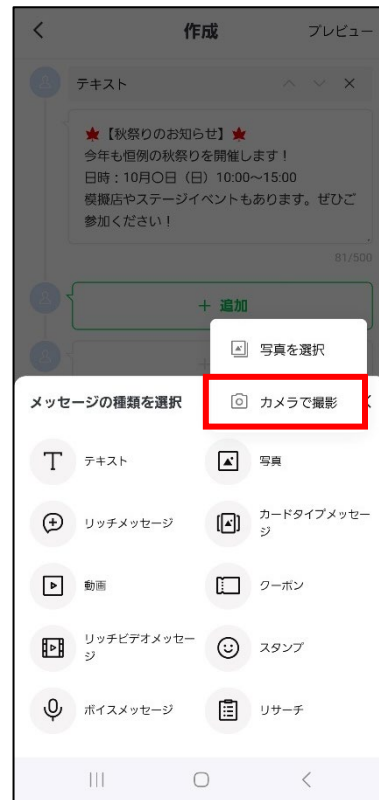 作成
プレビュー
テキスト
🍁【秋祭りのお知らせ】🍁
今年も恒例の秋祭りを開催します！
日時：10月〇日（日）10:00～15:00
模擬店やステージイベントもあります。ぜひご
参加ください！
81/500
＋ 追加
写真を選択
メッセージの種類を選択
カメラで撮影
テキスト
写真
リッチメッセージ
カードタイプメッセー
ジ
動画
クーポン
リッチビデオメッセー
ジ
スタンプ
ボイスメッセージ
リサーチ